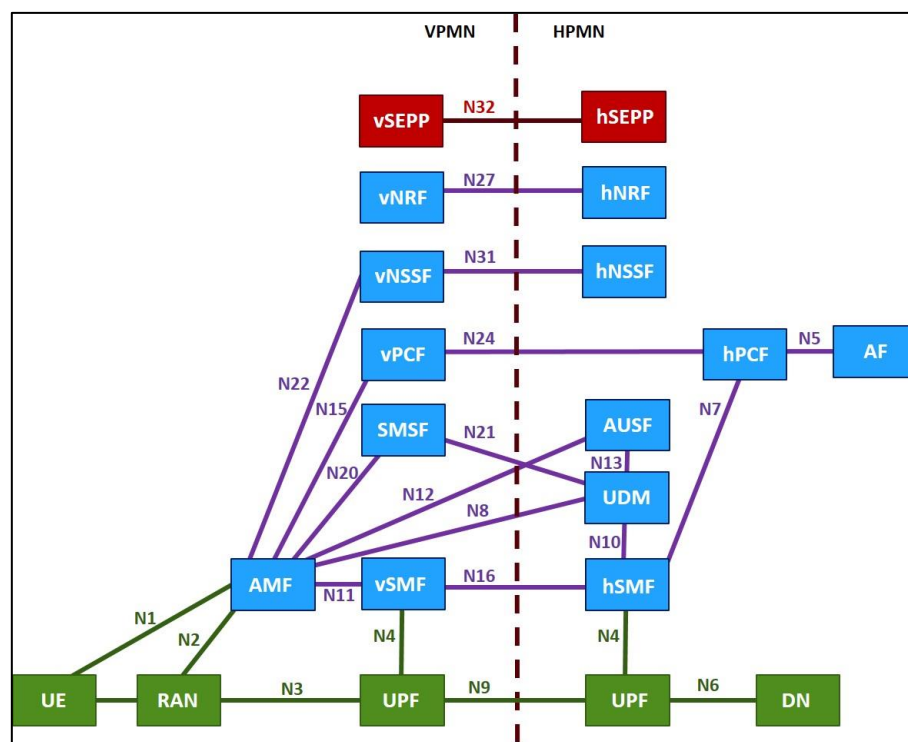 VPMN HPMN
vSEPP N32 hSEPP
vNRF N27 hNRF
vNSSF N31 hNSSF
vPCF N24 hPCF N5 AF
N22 N15 N7
SMSF N21 AUSF
N20 N12 N13
N8 UDM
N10
AMF N11 vSMF N16 hSMF
N1 N2 N4 N4
UE RAN N3 UPF N9 UPF N6 DN